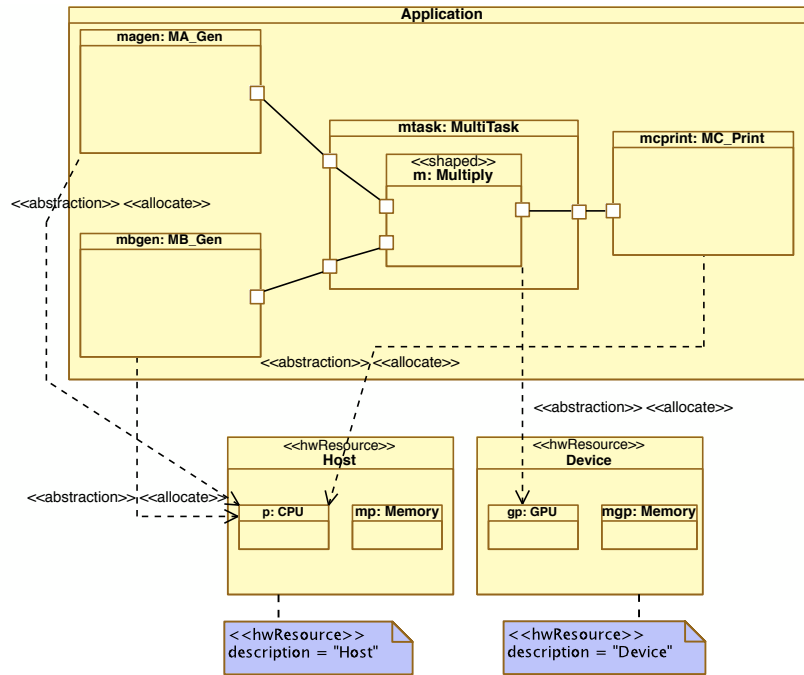 Application
magen: MA_Gen
mtask: MultiTask
mcprint: MC_Print
<<shaped>>
m: Multiply
<<abstraction>> <<allocate>>
mbgen: MB_Gen
<<abstraction>> <<allocate>>
<<abstraction>> <<allocate>>
<<hwResource>>
Host
<<hwResource>>
Device
<<abstraction>> <<allocate>>
p: CPU
mp: Memory
gp: GPU
mgp: Memory
<<hwResource>>
description = "Host"
<<hwResource>>
description = "Device"